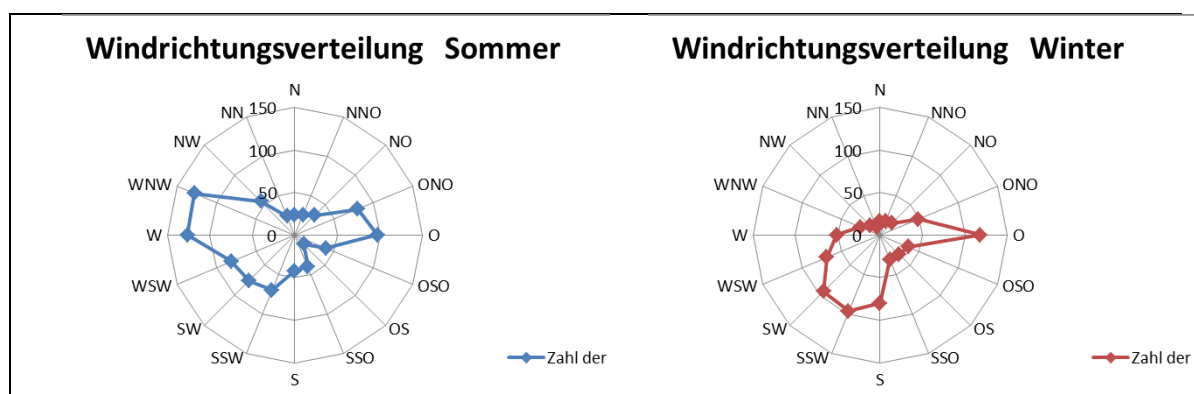 Windrichtungsverteilung Sommer
N
NNO
NO
ONO
O
OSO
OS
SSO
S
SSW
SW
WSW
W
WNW
NW
NN
150
100
50
0
Zahl der
Windrichtungsverteilung Winter
N
NNO
NO
ONO
O
OSO
OS
SSO
S
SSW
SW
WSW
W
WNW
NW
NN
150
100
50
0
Zahl der